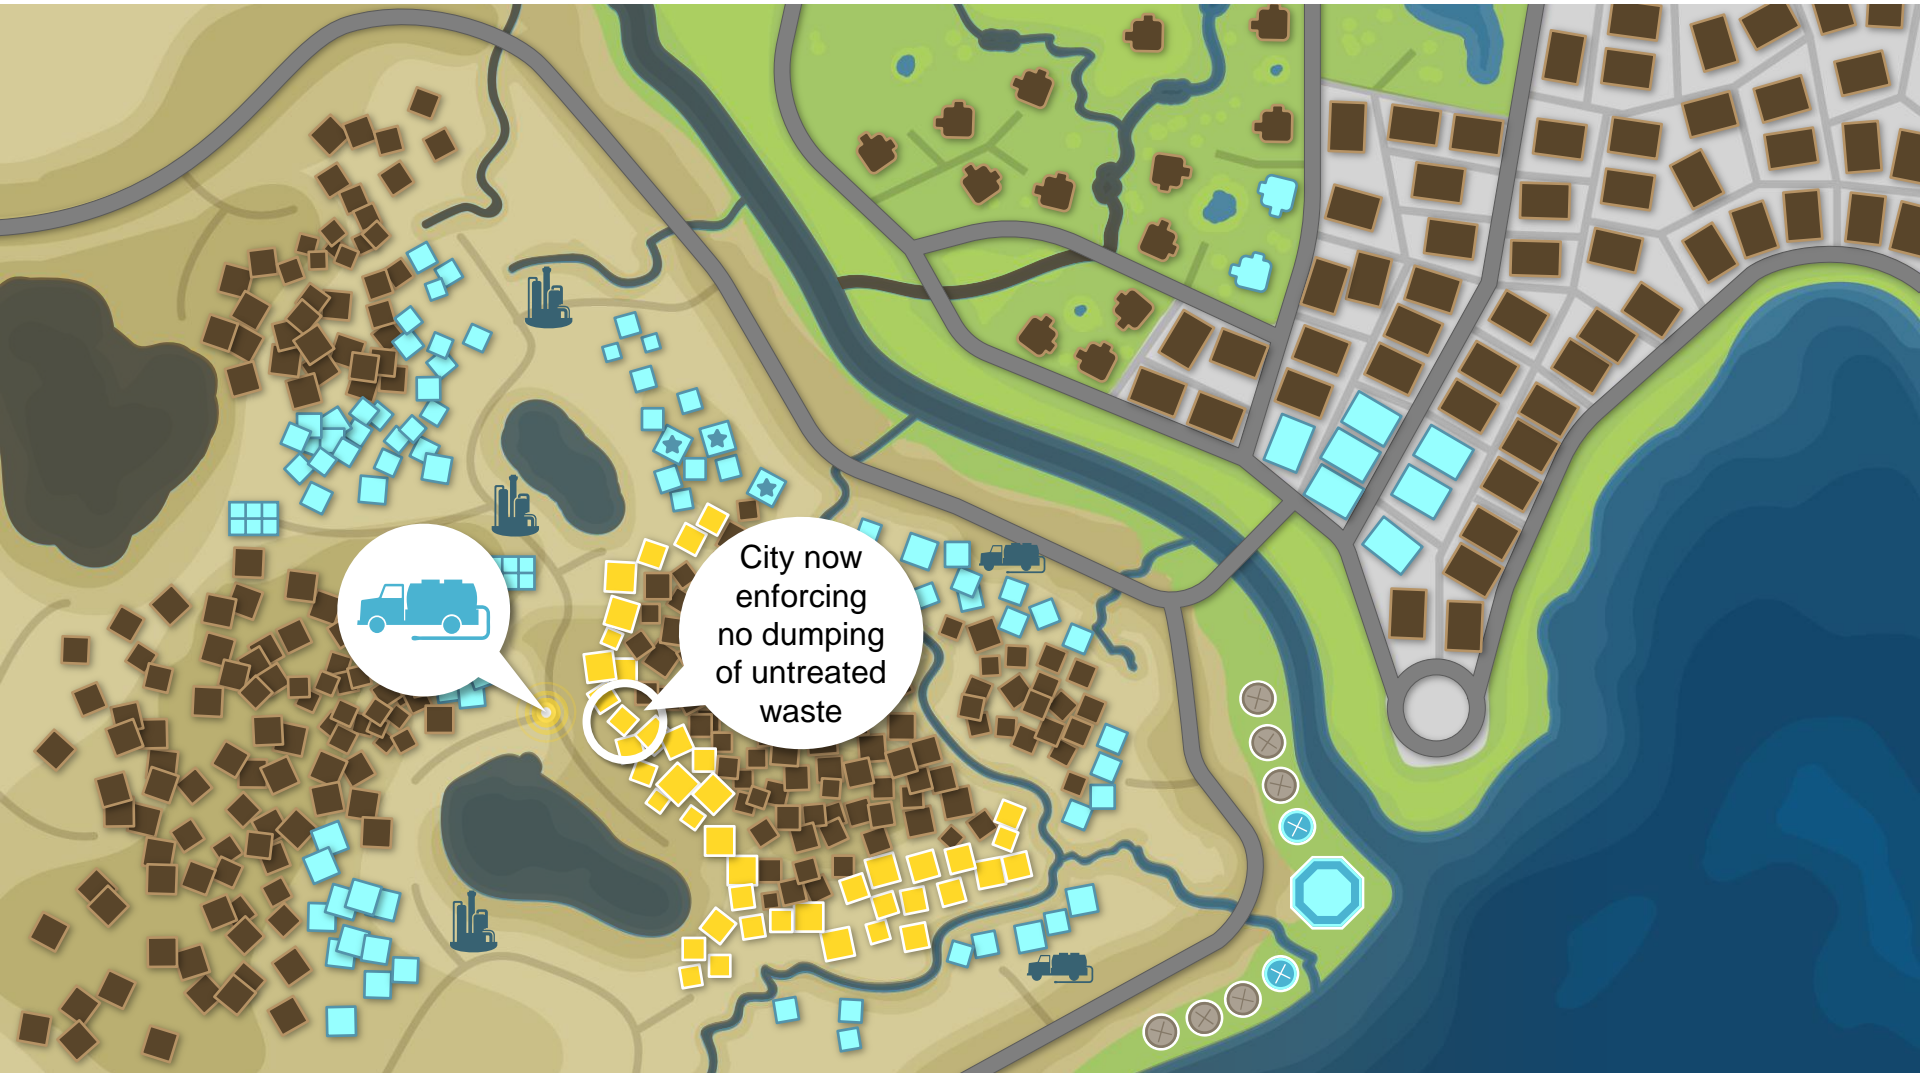 City now
enforcing
no dumping
of untreated
waste